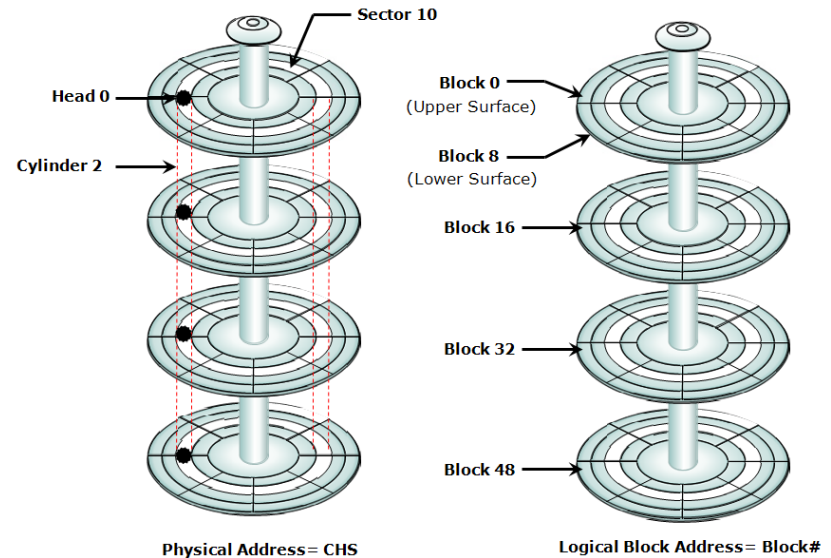 Sector 10
Head 0
Cylinder 2
Physical Address= CHS
Block 0
(Upper Surface)
Block 8
(Lower Surface)
Block 16
Block 32
Block 48
Logical Block Address= Block#